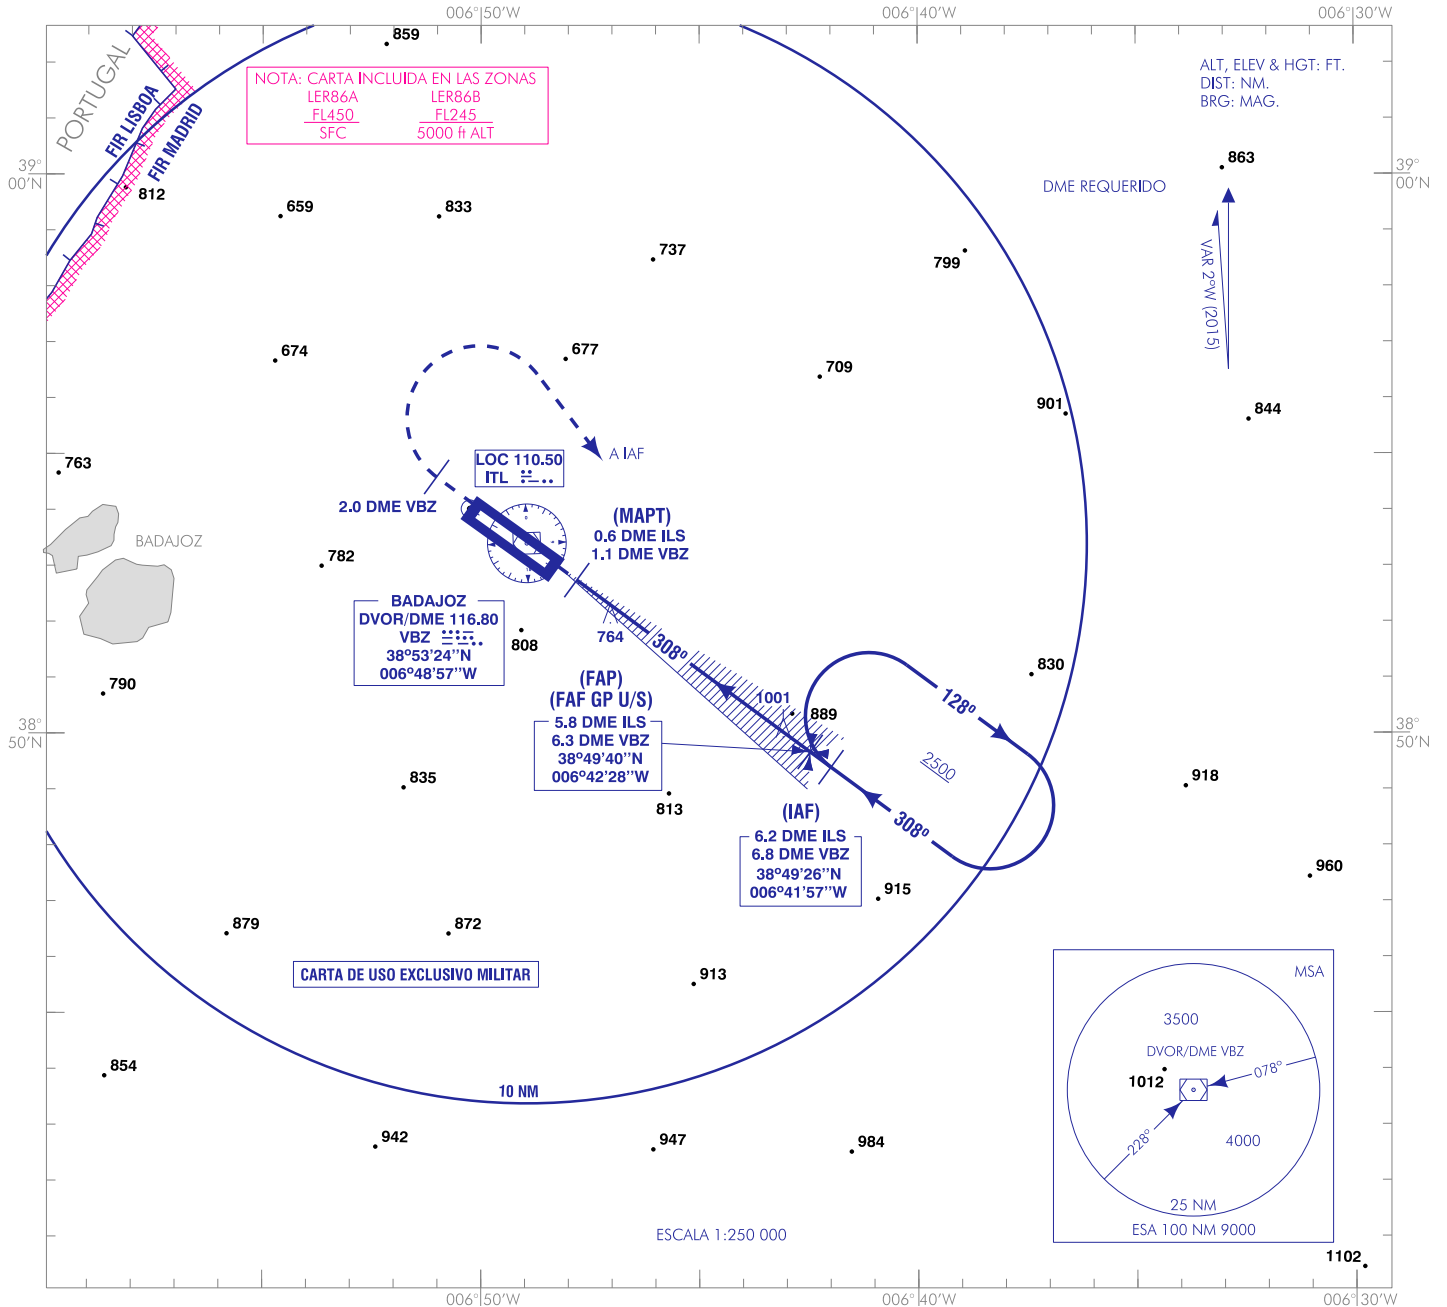 006°50'W
006°40'W
006°30'W
859
PORTUGAL
FIR LISBOA
FIR MADRID
NOTA: CARTA INCLUIDA EN LAS ZONAS
LER86A LER86B
FL450 FL245
SFC 5000 ft ALT
ALT, ELEV & HGT: FT.
DIST: NM.
BRG: MAG.
39°
00'N
39°
00'N
863
812
DME REQUERIDO
659
833
737
799
VAR 2°W (2015)
674
677
709
901
844
763
A IAF
LOC 110.50
ITL
2.0 DME VBZ
(MAPT)
0.6 DME ILS
1.1 DME VBZ
BADAJOZ
782
BADAJOZ
DVOR/DME 116.80
VBZ
38°53'24''N
006°48'57''W
808
764
308°
790
830
(FAP)
(FAF GP U/S)
5.8 DME ILS
6.3 DME VBZ
38°49'40''N
006°42'28''W
1001
889
128°
2500
38°
50'N
38°
50'N
835
813
918
(IAF)
6.2 DME ILS
6.8 DME VBZ
38°49'26''N
006°41'57''W
308°
915
960
879
872
CARTA DE USO EXCLUSIVO MILITAR
913
854
10 NM
942
947
984
MSA
3500
DVOR/DME VBZ
1012
078°
228°
4000
25 NM
ESA 100 NM 9000
ESCALA 1:250 000
1102
006°50'W
006°40'W
006°30'W